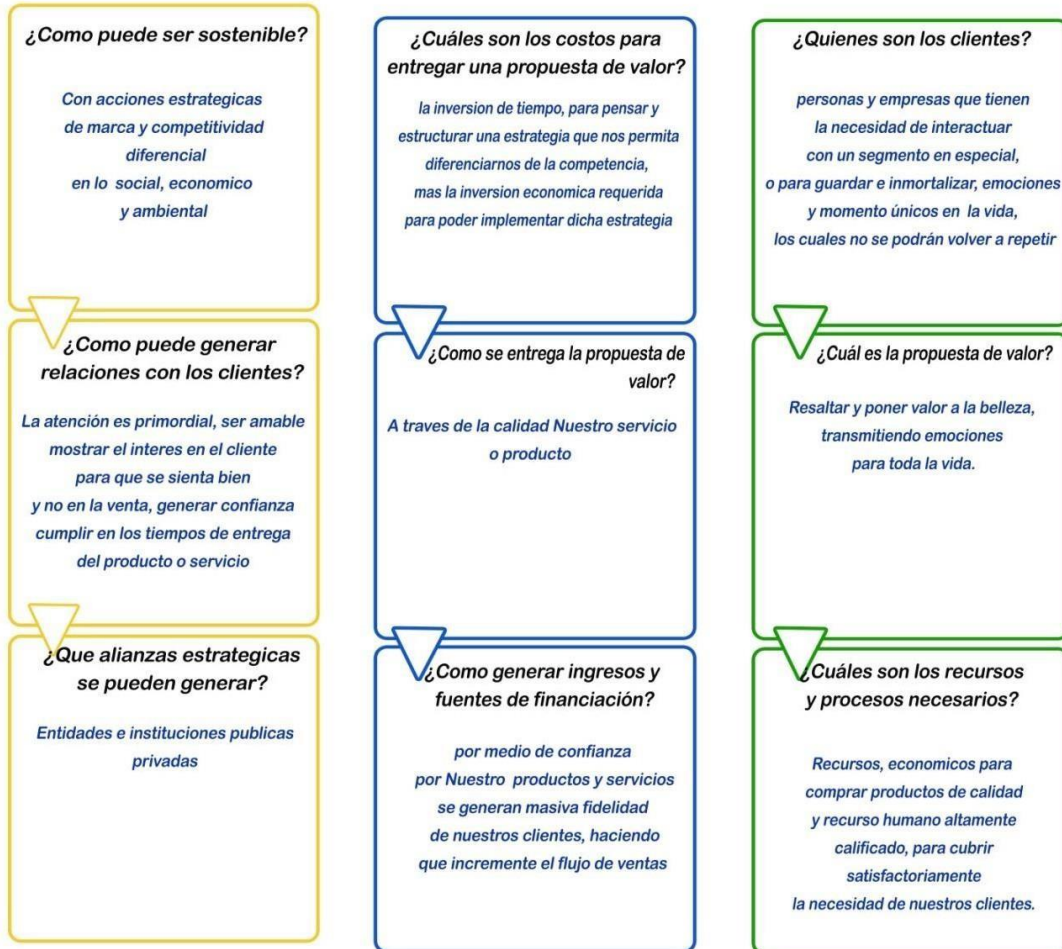 ¿Como puede ser sostenible?
Con acciones estrategicas
de marca y competitividad
diferencial
en lo social, economico
y ambiental
¿Como puede generar
relaciones con los clientes?
La atención es primordial, ser amable
mostrar el interes en el cliente
para que se sienta bien
y no en la venta, generar confianza
cumplir en los tiempos de entrega
del producto o servicio
¿Que alianzas estrategicas
se pueden generar?
Entidades e instituciones publicas
privadas
¿Cuáles son los costos para
entregar una propuesta de valor?
la inversion de tiempo, para pensar y
estructurar una estrategia que nos permita
diferenciarnos de la competencia,
mas la inversion economica requerida
para poder implementar dicha estrategia
¿Como se entrega la propuesta de
valor?
A traves de la calidad Nuestro servicio
o producto
¿Como generar ingresos y
fuentes de financiación?
por medio de confianza
por Nuestro productos y servicios
se generan masiva fidelidad
de nuestros clientes, haciendo
que incremente el flujo de ventas
¿Quienes son los clientes?
personas y empresas que tienen
la necesidad de interactuar
con un segmento en especial,
o para guardar e inmortalizar, emociones
y momento únicos en la vida,
los cuales no se podrán volver a repetir
¿Cuál es la propuesta de valor?
Resaltar y poner valor a la belleza,
transmitiendo emociones
para toda la vida.
¿Cuáles son los recursos
y procesos necesarios?
Recursos, economicos para
comprar productos de calidad
y recurso humano altamente
calificado, para cubrir
satisfactoriamente
la necesidad de nuestros clientes.